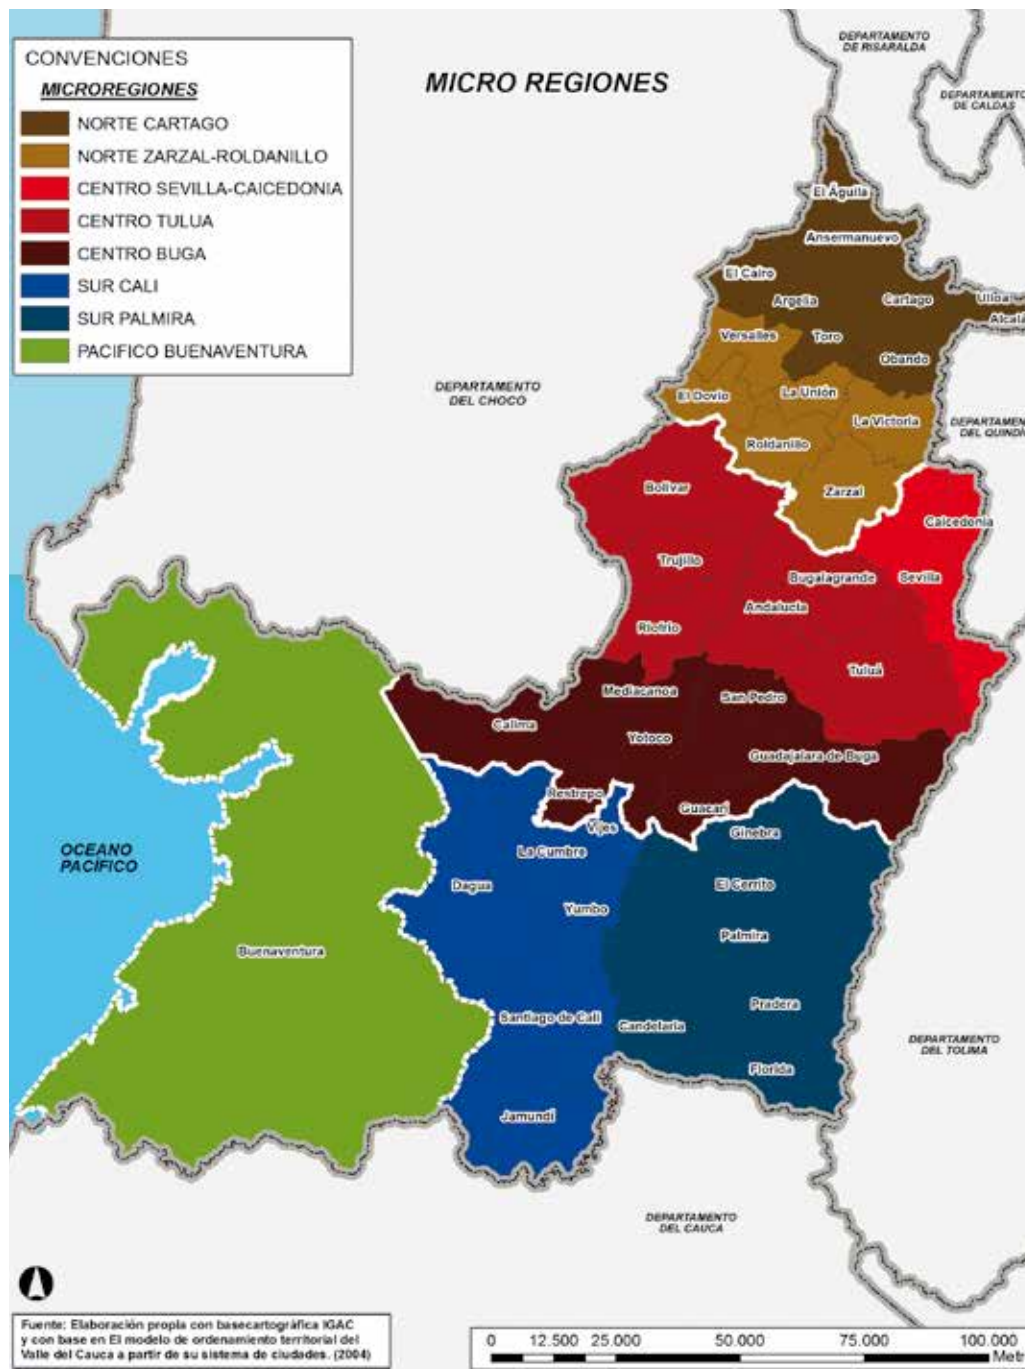 CONVENCIONES
MICROREGIONES
NORTE CARTAGO
NORTE ZARZAL-ROLDANILLO
CENTRO SEVILLA-CAICEDONIA
CENTRO TULUA
CENTRO BUGA
SUR CALI
SUR PALMIRA
PACIFICO BUENAVENTURA
MICRO REGIONES
DEPARTAMENTO
DE RISARALDA
DEPARTAMENTO
DE CALDAS
El Águila
Ansermanuevo
El Cairo
Argelia
Cartago
Ulloa
Alcalá
Versalles
Toro
Obando
DEPARTAMENTO
DEL CHOCO
El Dovio
La Unión
La Victoria
DEPARTAMEN
DEL QUINDI
Roldanillo
Zarzal
Bolívar
Caicedonia
Trujillo
Bugalagrande
Sevilla
Andalucía
Riofrío
Tuluá
Mediacanoa
San Pedro
Calima
Yotoco
Guadajalara de Buga
Restrepo
Guacarí
Vijes
Ginebra
La Cumbre
OCEANO
PACÍFICO
Dagua
El Cerrito
Yumbo
Palmira
Buenaventura
Pradera
Santiago de Cali
Candelaria
DEPARTAMENTO
DEL TOLIMA
Florida
Jamundí
DEPARTAMENTO
DEL CAUCA
Fuente: Elaboración propia con basecartográfica IGAC
y con base en El modelo de ordenamiento territorial del
Valle del Cauca a partir de su sistema de ciudades. (2004)
0 12.500 25.000 50.000 75.000 100.000
Met